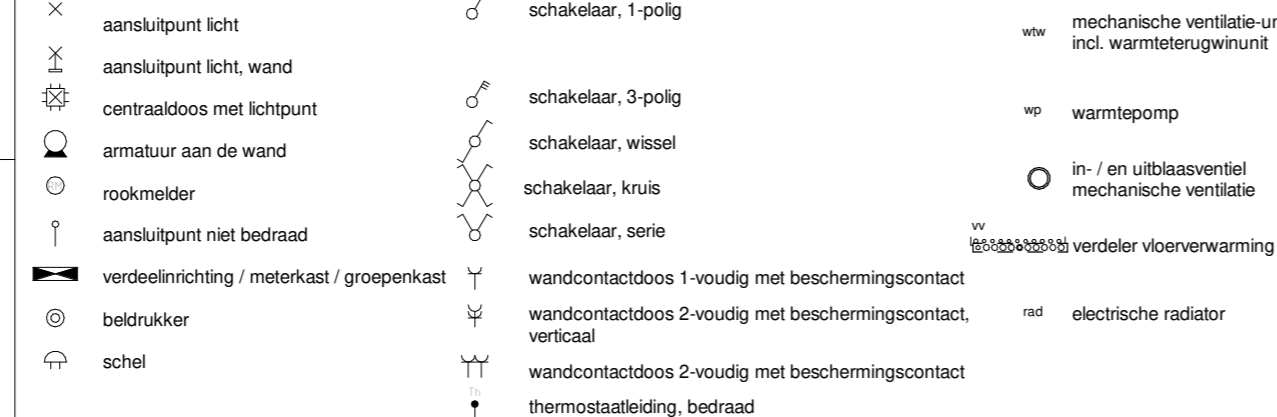 aansluitpunt licht
aansluitpunt licht, wand
centraaldoos met lichtpunt
armatuur aan de wand
RM
rookmelder
aansluitpunt niet bedraad
verdeelinrichting / meterkast / groepenkast
beldrukker
schel
schakelaar, 1-polig
schakelaar, 3-polig
schakelaar, wissel
schakelaar, kruis
schakelaar, serie
wandcontactdoos 1-voudig met beschermingscontact
wandcontactdoos 2-voudig met beschermingscontact,
verticaal
wandcontactdoos 2-voudig met beschermingscontact
Th
thermostaatleiding, bedraad
wtw
mechanische
incl. warmteterugwinunit
wp
warmtepomp
in- / en uitblaasventiel
mechanische ventilatie
vv
verdeler vloerverwarming
rad
electrische radiator